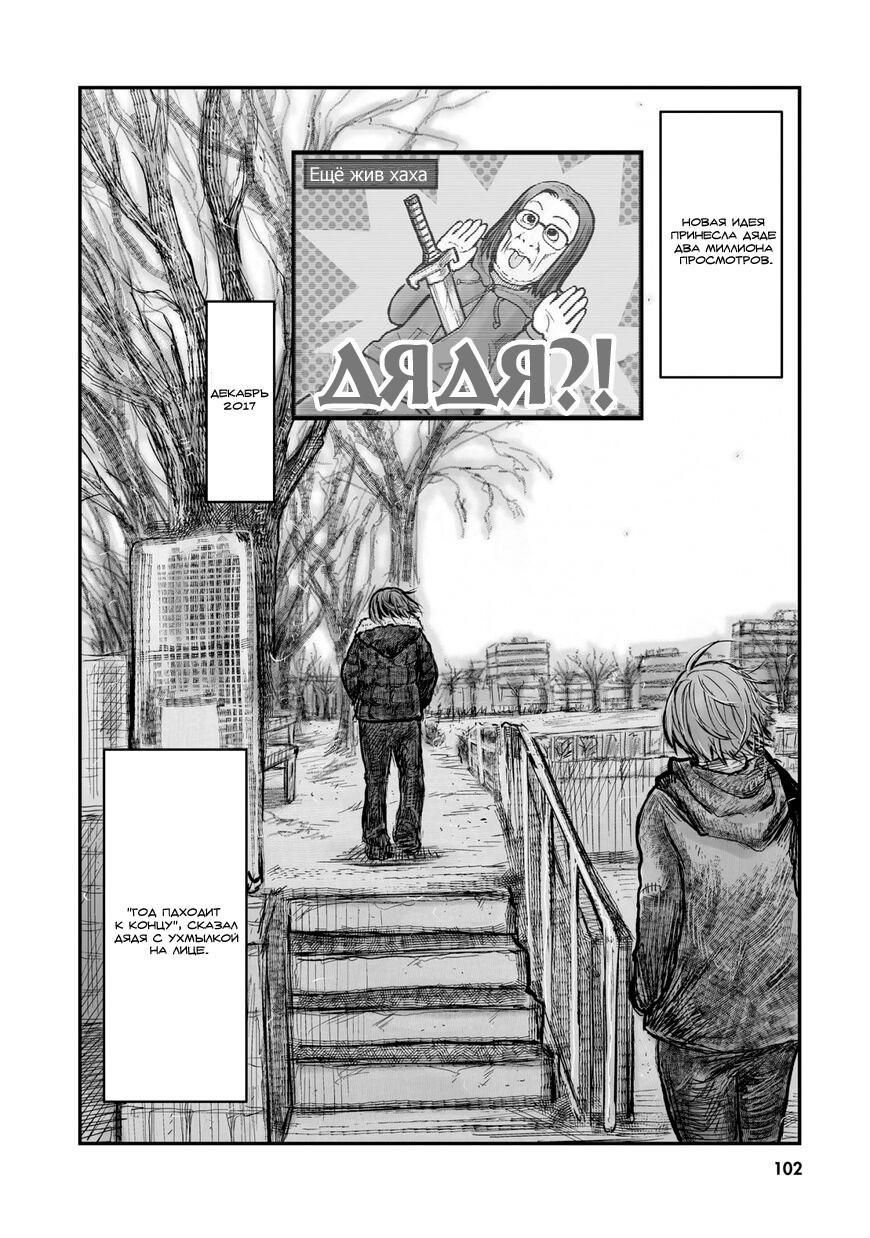 НОВАЯ ИДЕЯ
ПРИНЕСЛА ДЯДЕ
ДВА МИЛЛИОНА
ПРОСМОТРОВ.
Ещё жив хаха
ДЯДЯ?!
ДЕКАБРЬ
2017
"ГОД ПДХОДИТ
К КОНЦУ", СКАЗАЛ
ДЯДЯ С УХМЫЛКОЙ
НА ЛИЦЕ.
102